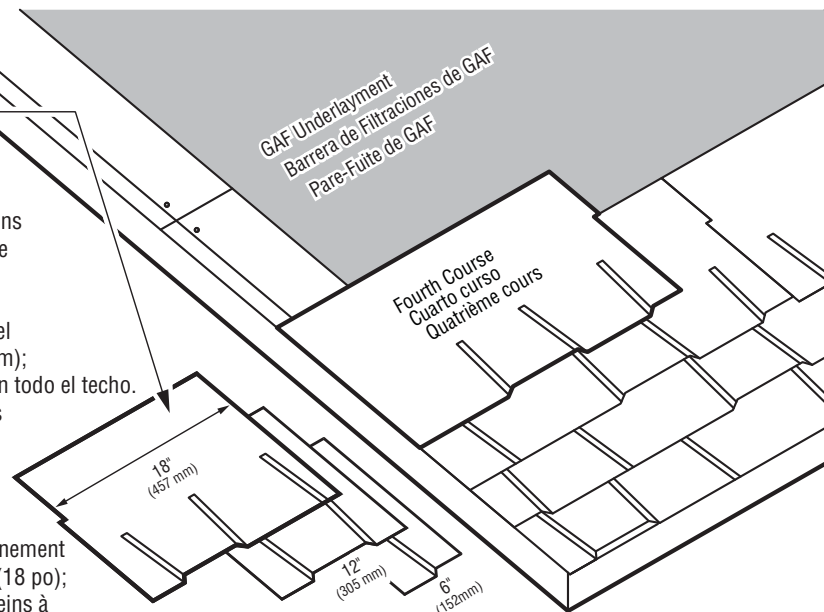 GAF Underlayment
Barrera de Filtraciones de GAF
Pare-Fuite de GAF
Fourth Course
Cuarto curso
Quatrième cours
el
m);
n todo el techo.
18"
(457 mm)
12"
(305 mm)
6"
(152mm)
nement
(18 po);
eins à